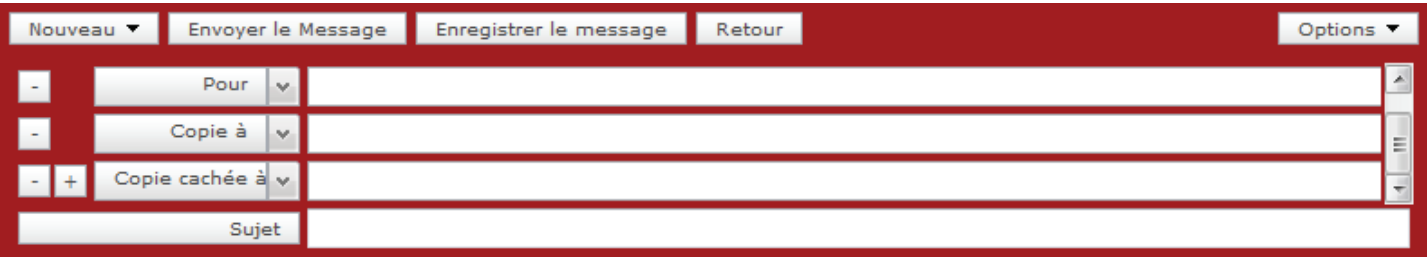 Nouveau Envoyer le Message Enregistrer le message Retour Options
- Pour
- Copie à
- + Copie cachée à
Sujet